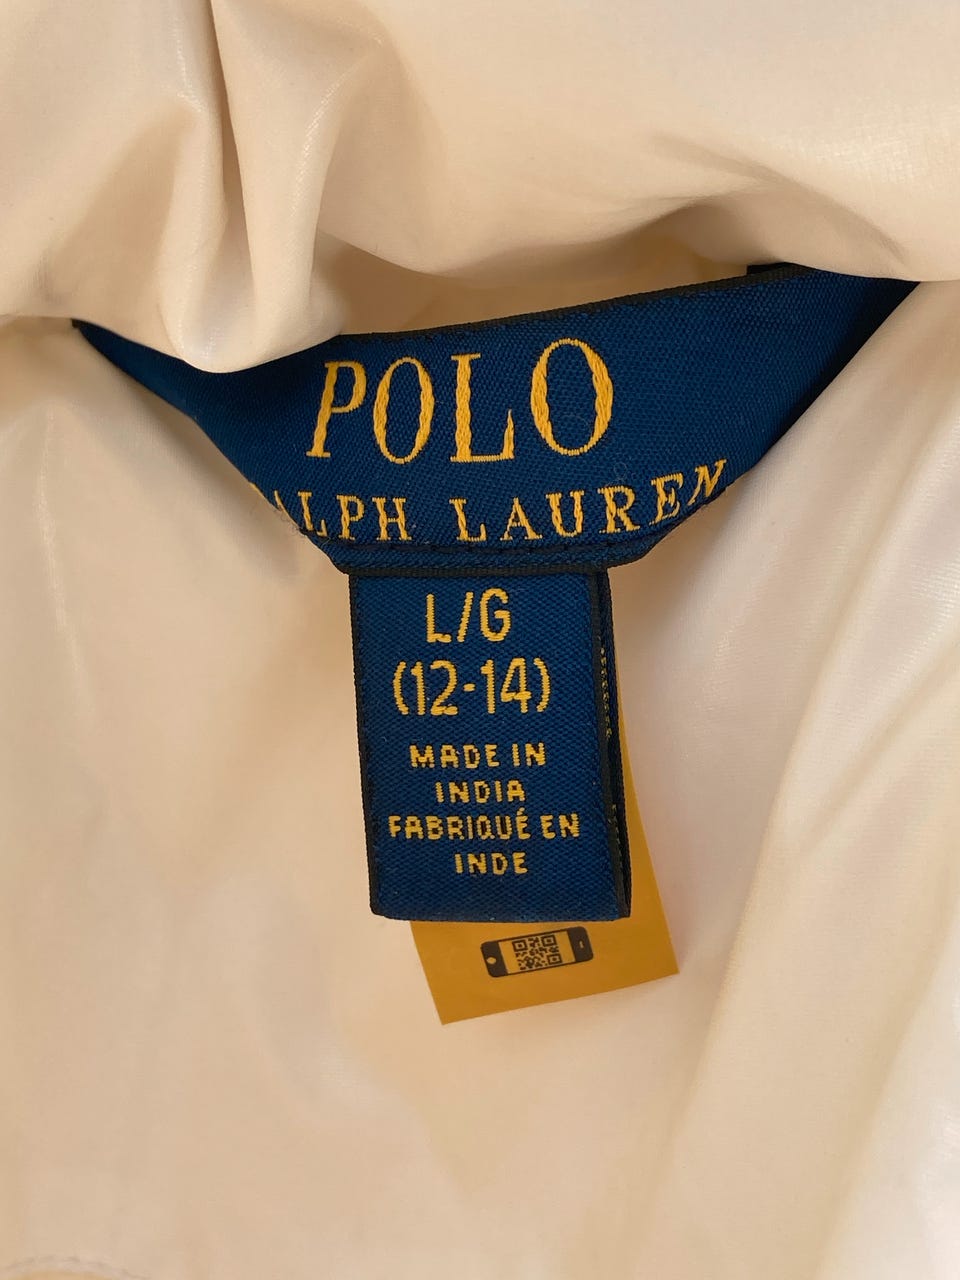 POLO
ALPH LAUREN
L/G
(12-14)
MADE IN
INDIA
FABRIQUÉ EN
INDE